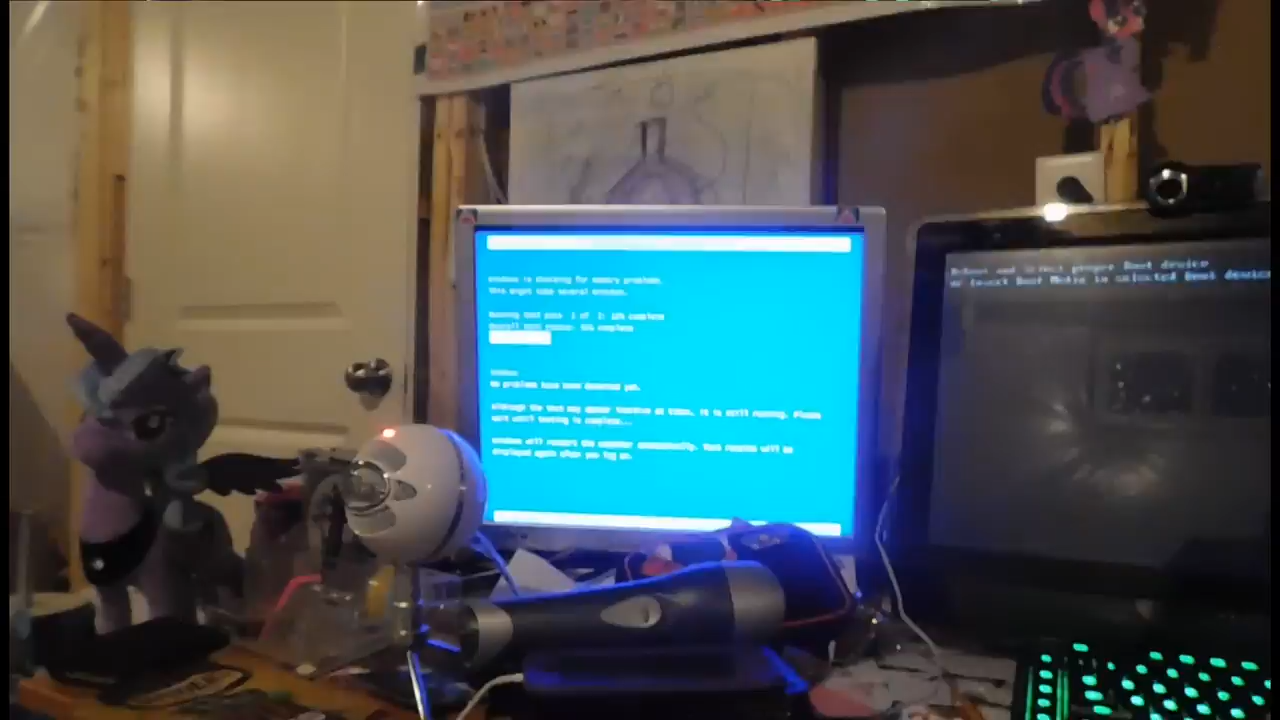 Windows is checking for memory problems.
This might take several minutes.
Running test pass 1 of 2: 12% complete
Overall test status: 55% complete
Status:
No problems have been detected yet.
Although the test may appear inactive at times, it is still running. Please
wait until testing is complete...
Windows will restart the computer automatically. Test results will be
displayed again when you log on.
Reboot and Select proper Boot device
or Insert Boot Media in selected Boot device